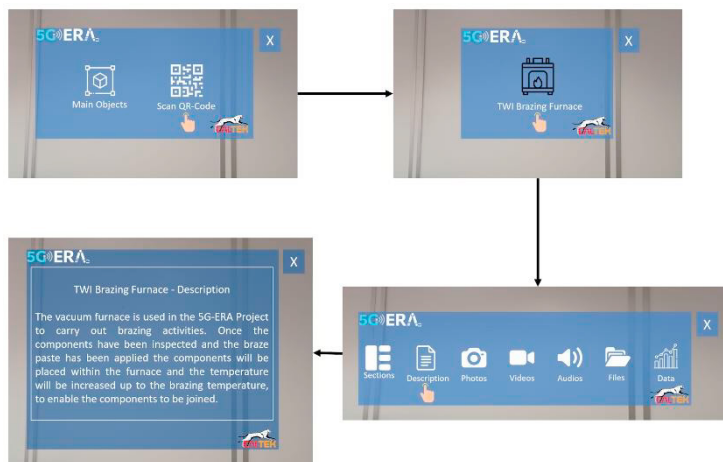 5G ERA
X
Main Objects
Scan QR-Code
CALTEK
5G ERA
X
TWI Brazing Furnace
CALTEK
5G ERA
X
TWI Brazing Furnace - Description
The vacuum furnace is used in the 5G-ERA Project
to carry out brazing activities. Once the
components have been inspected and the braze
paste has been applied the components will be
placed within the furnace and the temperature
will be increased up to the brazing temperature,
to enable the components to be joined.
CALTEK
5G ERA
X
Sections
Description
Photos
Videos
Audios
Files
Data
CALTEK